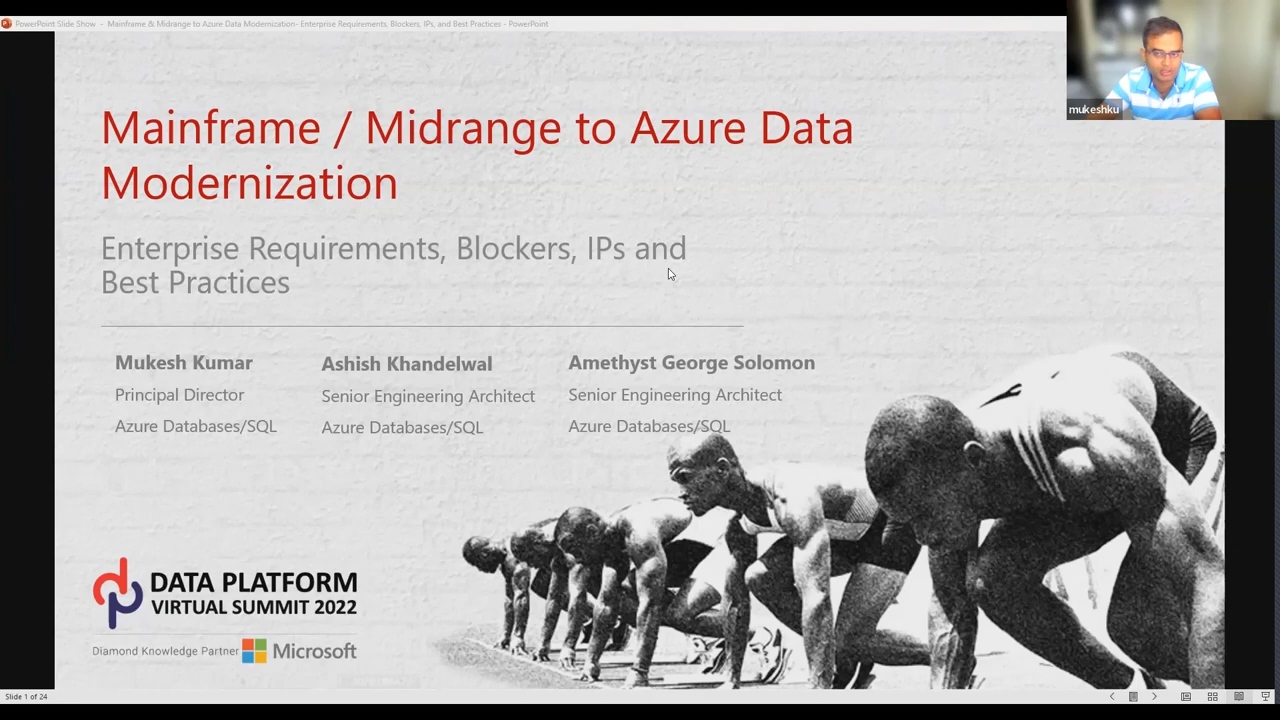 PowerPoint Slide Show - Mainframe & Midrange to Azure Data Modernization- Enterprise Requirements, Blockers, IPs, and Best Practices - PowerPoint
mukeshku
Mainframe / Midrange to Azure Data
Modernization
Enterprise Requirements, Blockers, IPs and
Best Practices
Mukesh Kumar
Principal Director
Azure Databases/SQL
Ashish Khandelwal
Senior Engineering Architect
Azure Databases/SQL
Amethyst George Solomon
Senior Engineering Architect
Azure Databases/SQL
dp DATA PLATFORM
VIRTUAL SUMMIT 2022
Diamond Knowledge Partner Microsoft
Slide 1 of 24